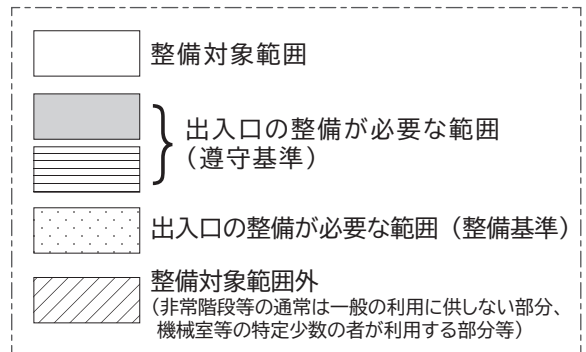 整備対象範囲
出入口の整備が必要な範囲
（遵守基準）
出入口の整備が必要な範囲（整備基準）
整備対象範囲外
（非常階段等の通常は一般の利用に供しない部分、
機械室等の特定少数の者が利用する部分等）